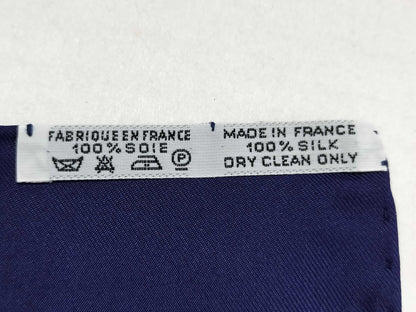 FABRIQUE EN FRANCE
100% SOIE
P
MADE IN FRANCE
100% SILK
DRY CLEAN ONLY